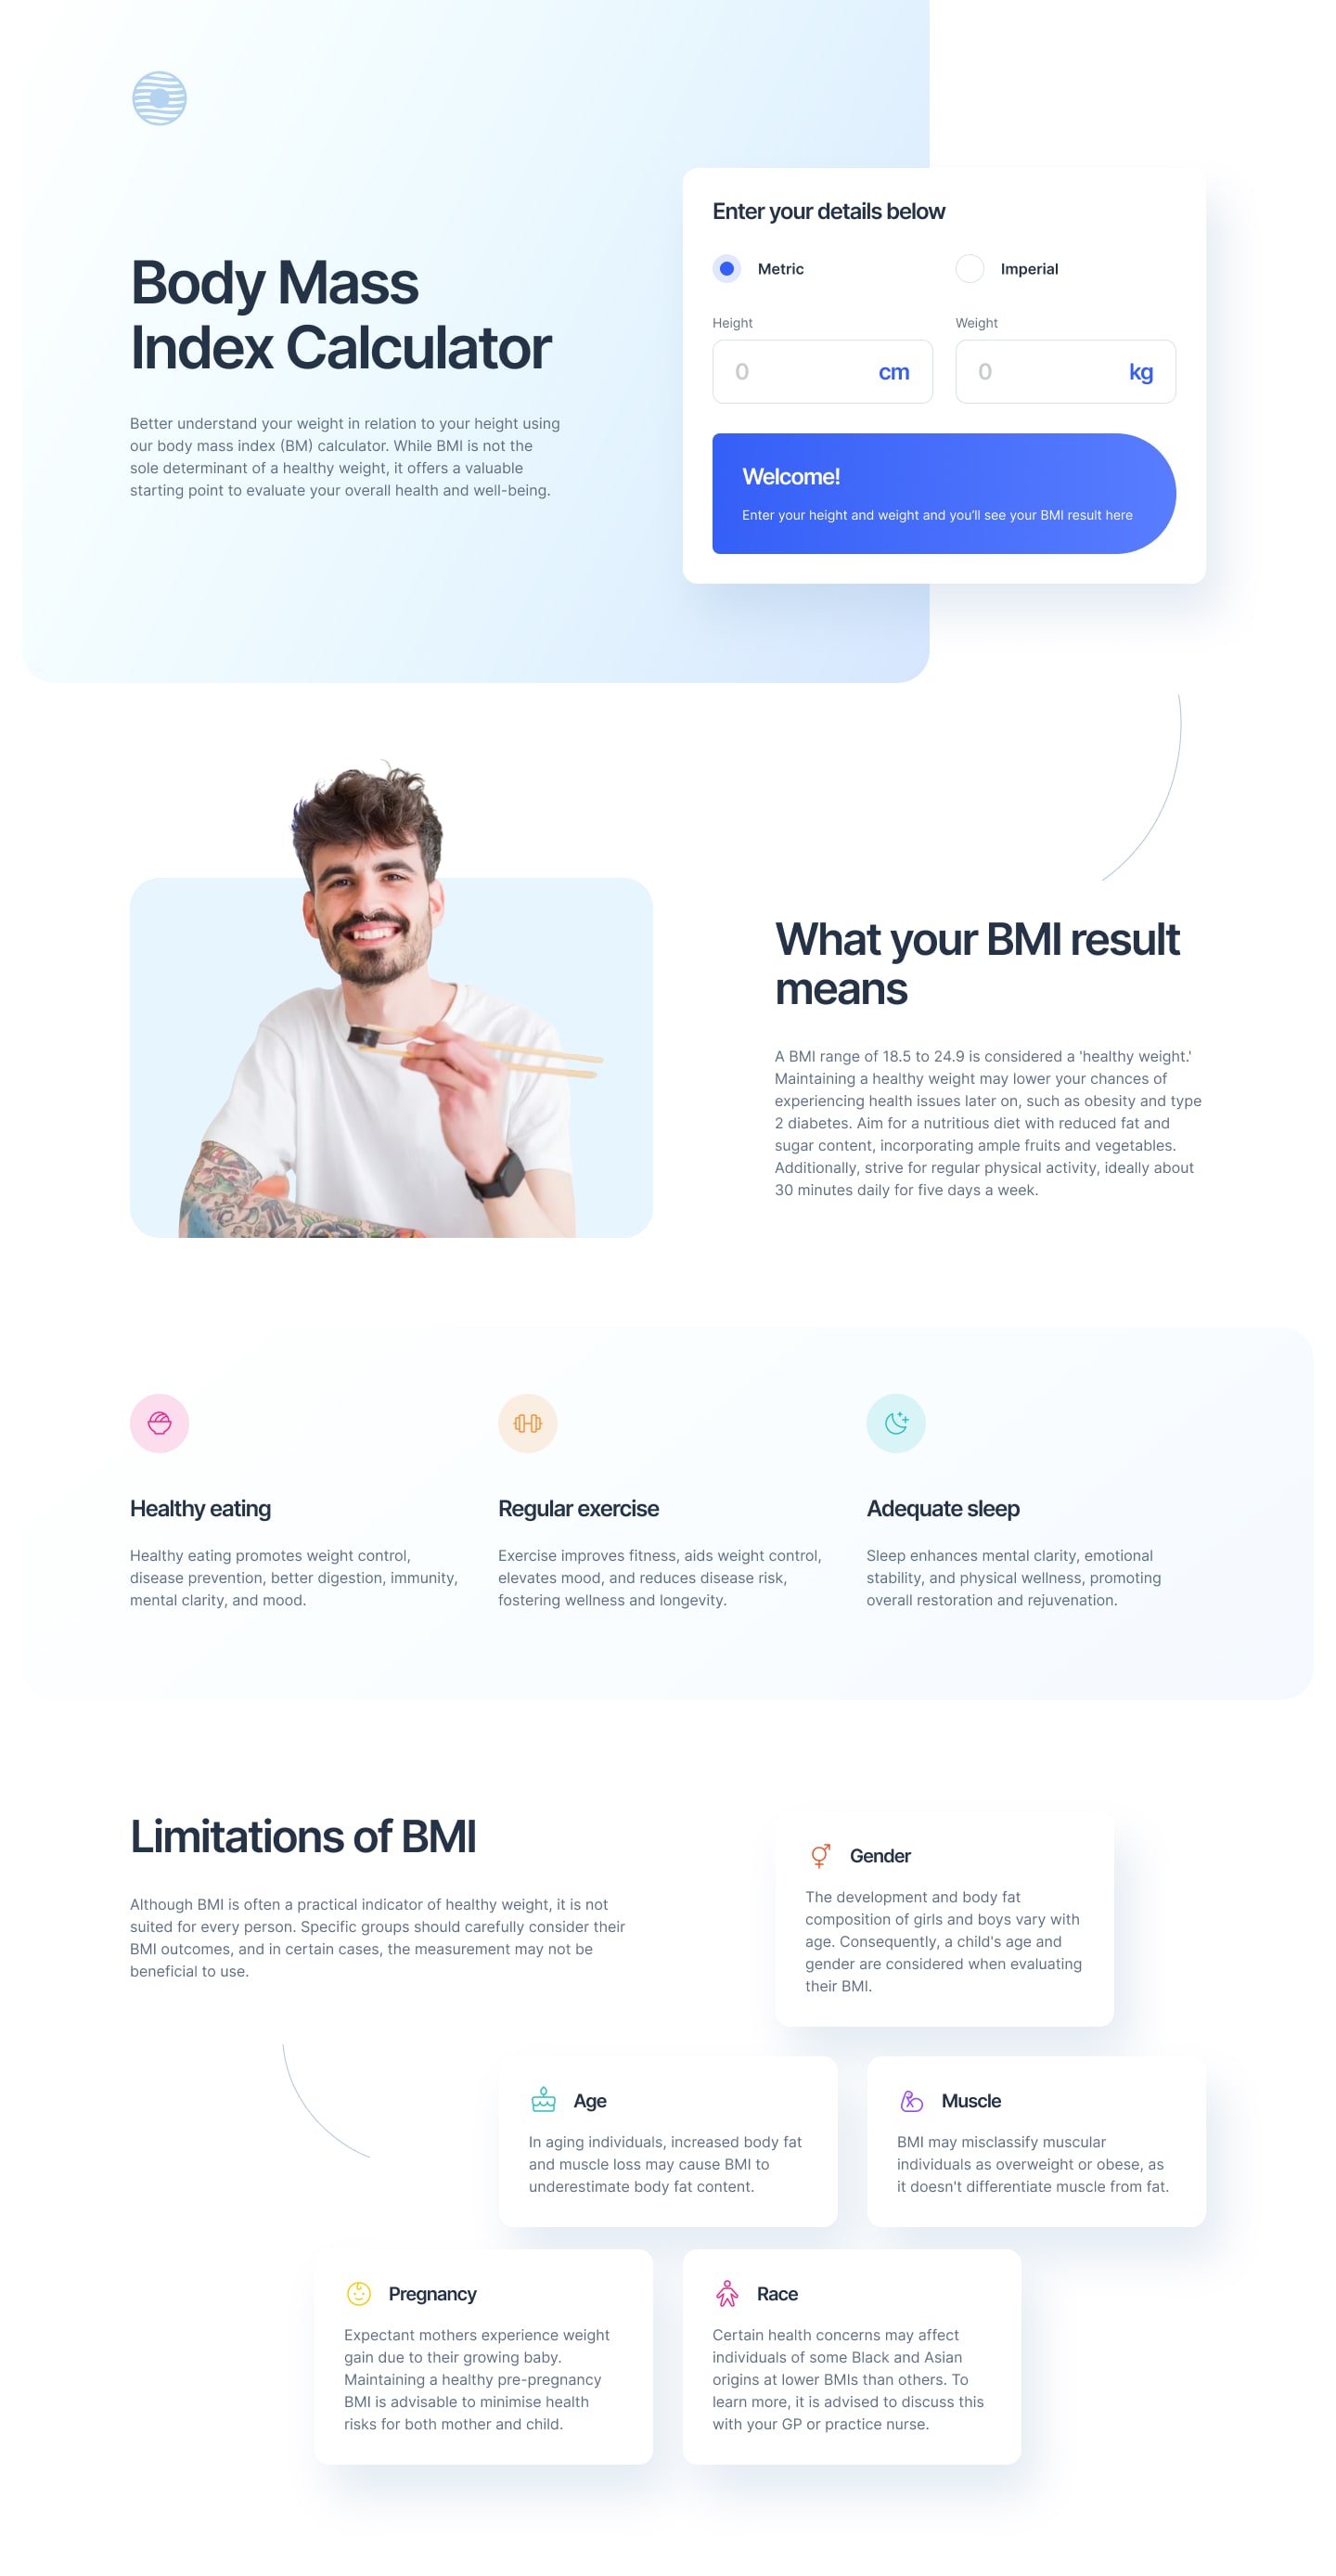 Body Mass
Index Calculator
Better understand your weight in relation to your height using
our body mass index (BM) calculator. While BMI is not the
sole determinant of a healthy weight, it offers a valuable
starting point to evaluate your overall health and well-being.
Enter your details below
Metric
Imperial
Height
Weight
0 cm
0 kg
Welcome!
Enter your height and weight and you'll see your BMI result here
What your BMI result
means
A BMI range of 18.5 to 24.9 is considered a 'healthy weight.'
Maintaining a healthy weight may lower your chances of
experiencing health issues later on, such as obesity and type
2 diabetes. Aim for a nutritious diet with reduced fat and
sugar content, incorporating ample fruits and vegetables.
Additionally, strive for regular physical activity, ideally about
30 minutes daily for five days a week.
Healthy eating
Healthy eating promotes weight control,
disease prevention, better digestion, immunity,
mental clarity, and mood.
Regular exercise
Exercise improves fitness, aids weight control,
elevates mood, and reduces disease risk,
fostering wellness and longevity.
Adequate sleep
Sleep enhances mental clarity, emotional
stability, and physical wellness, promoting
overall restoration and rejuvenation.
Limitations of BMI
Although BMI is often a practical indicator of healthy weight, it is not
suited for every person. Specific groups should carefully consider their
BMI outcomes, and in certain cases, the measurement may not be
beneficial to use.
Gender
The development and body fat
composition of girls and boys vary with
age. Consequently, a child's age and
gender are considered when evaluating
their BMI.
Age
In aging individuals, increased body fat
and muscle loss may cause BMI to
underestimate body fat content.
Muscle
BMI may misclassify muscular
individuals as overweight or obese, as
it doesn't differentiate muscle from fat.
Pregnancy
Expectant mothers experience weight
gain due to their growing baby.
Maintaining a healthy pre-pregnancy
BMI is advisable to minimise health
risks for both mother and child.
Race
Certain health concerns may affect
individuals of some Black and Asian
origins at lower BMIs than others. To
learn more, it is advised to discuss this
with your GP or practice nurse.